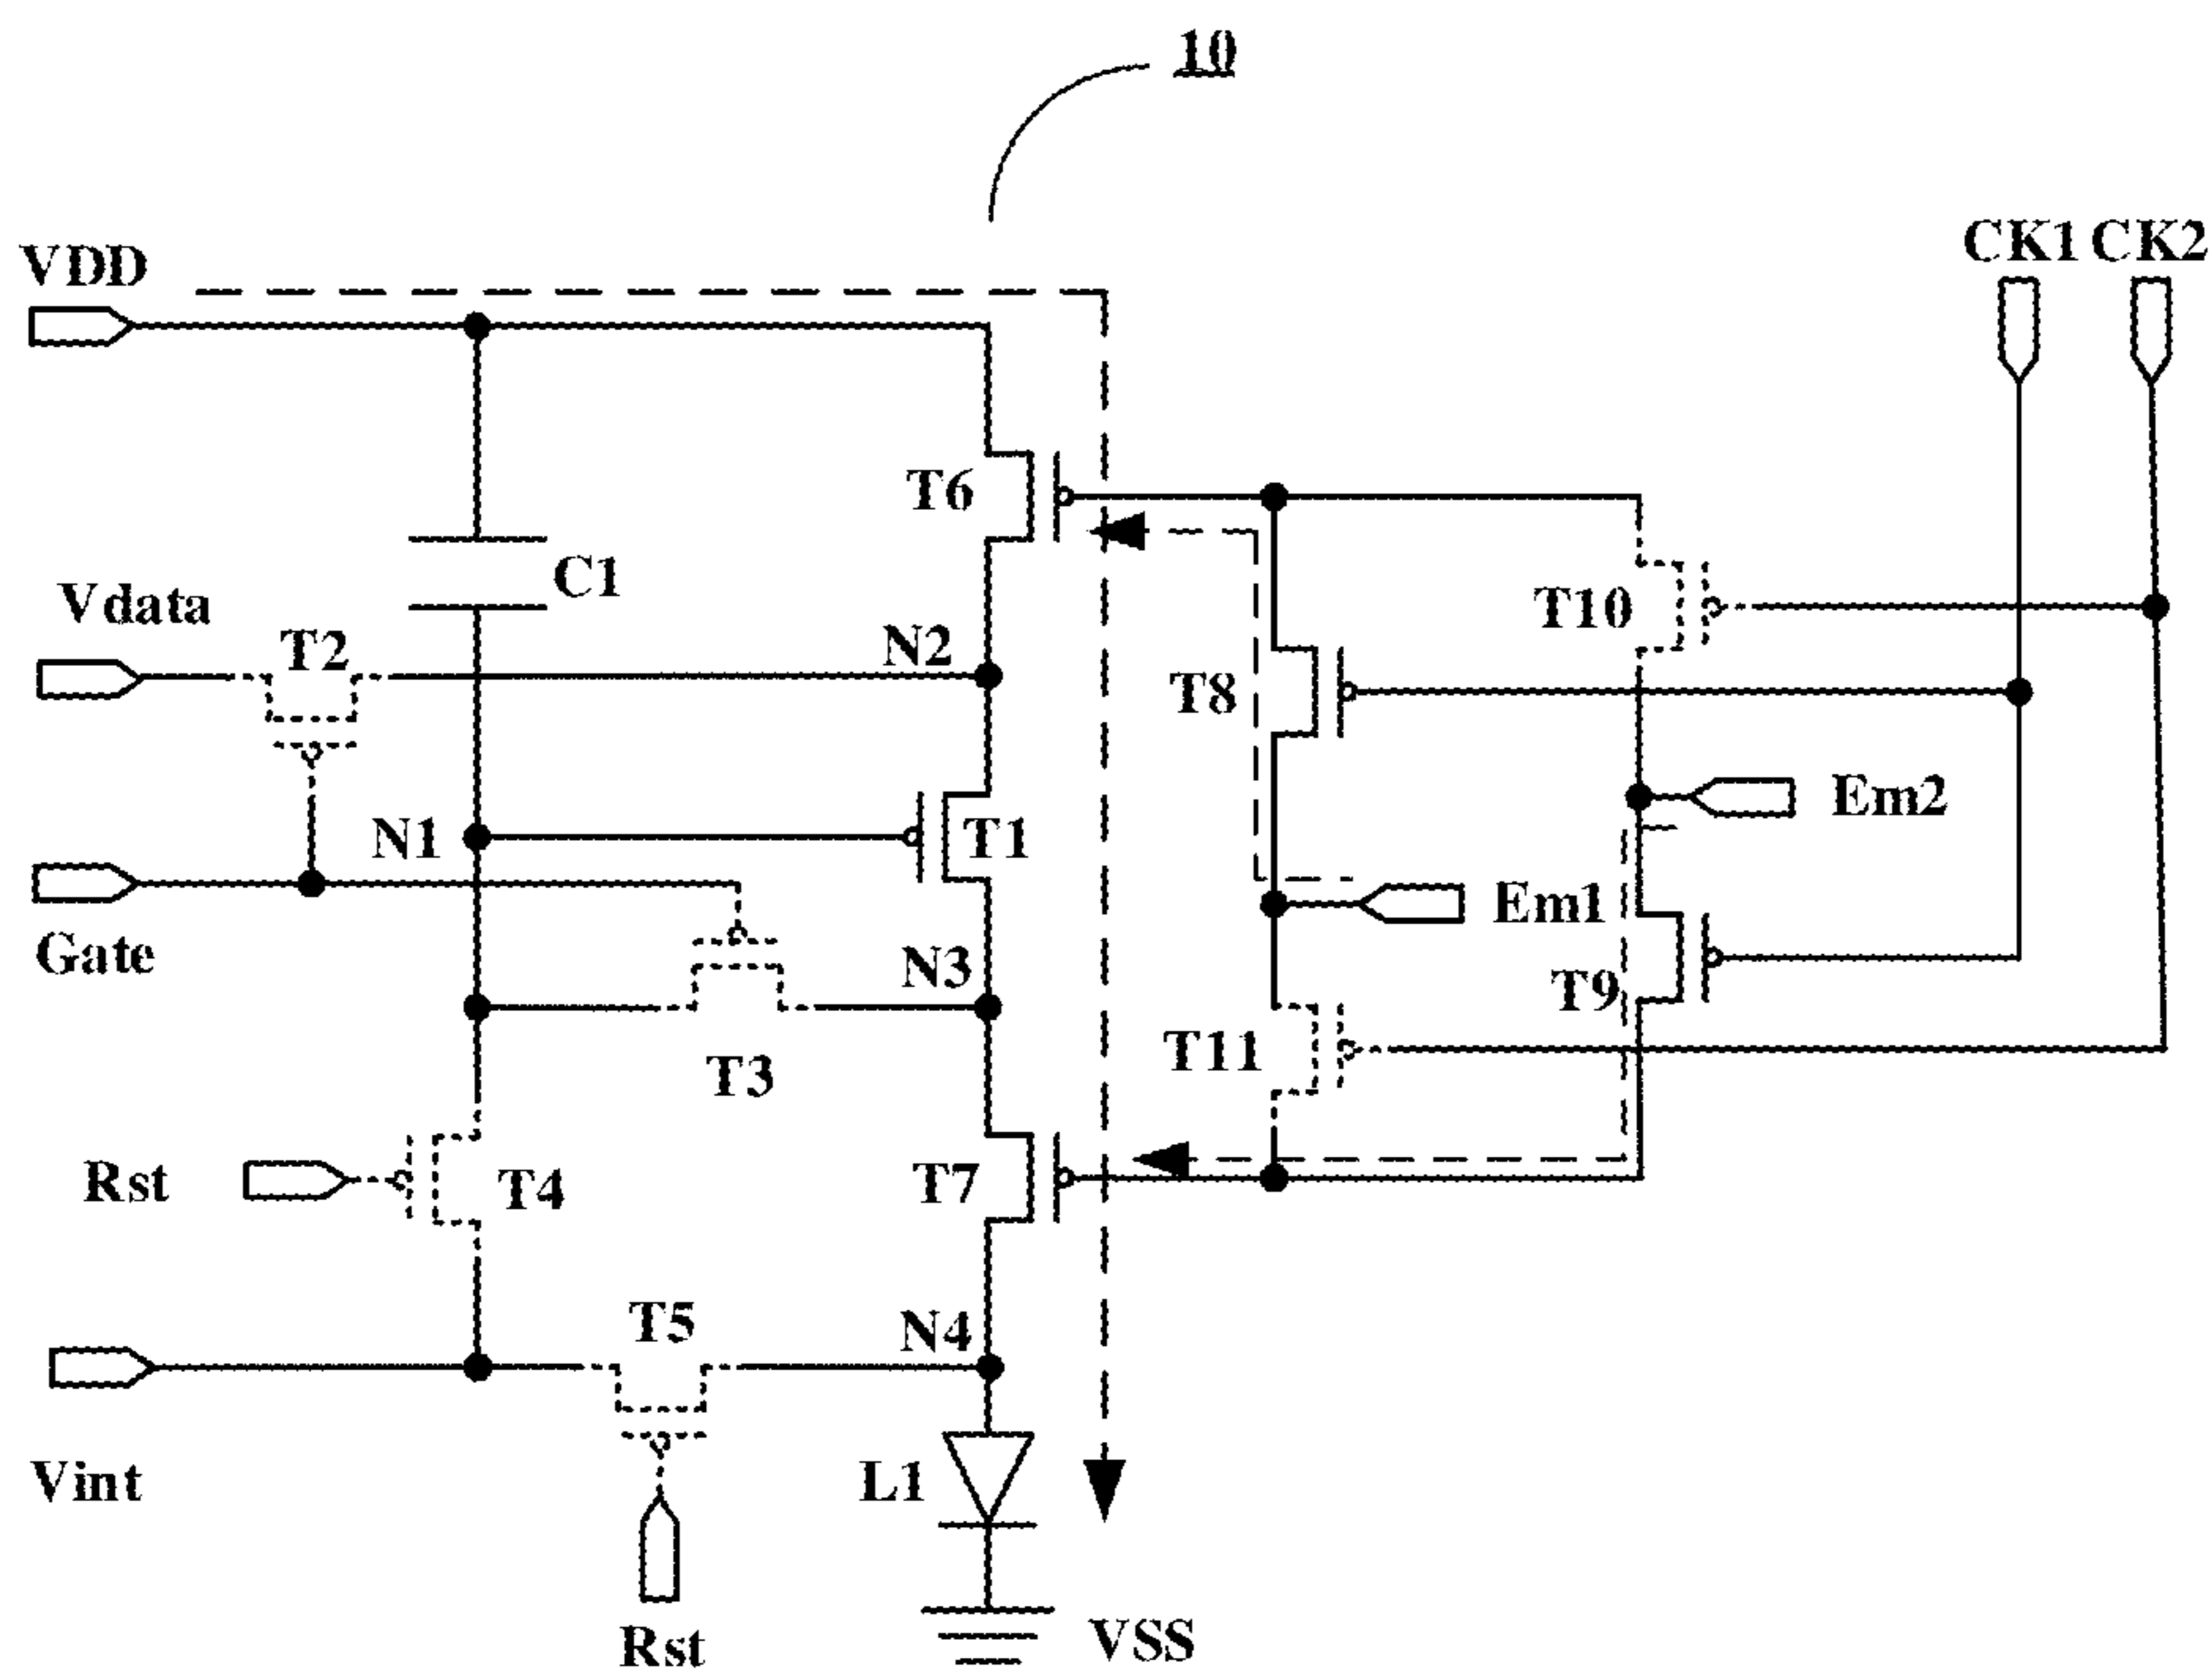 10
VDD
CK1 CK2
T6
C1
Vdata
T2
N2
T10
T8
N1
T1
Em2
Gate
N3
Em1
T9
T3
T11
Rst
T4
T7
T5
N4
Vint
L1
Rst
VSS